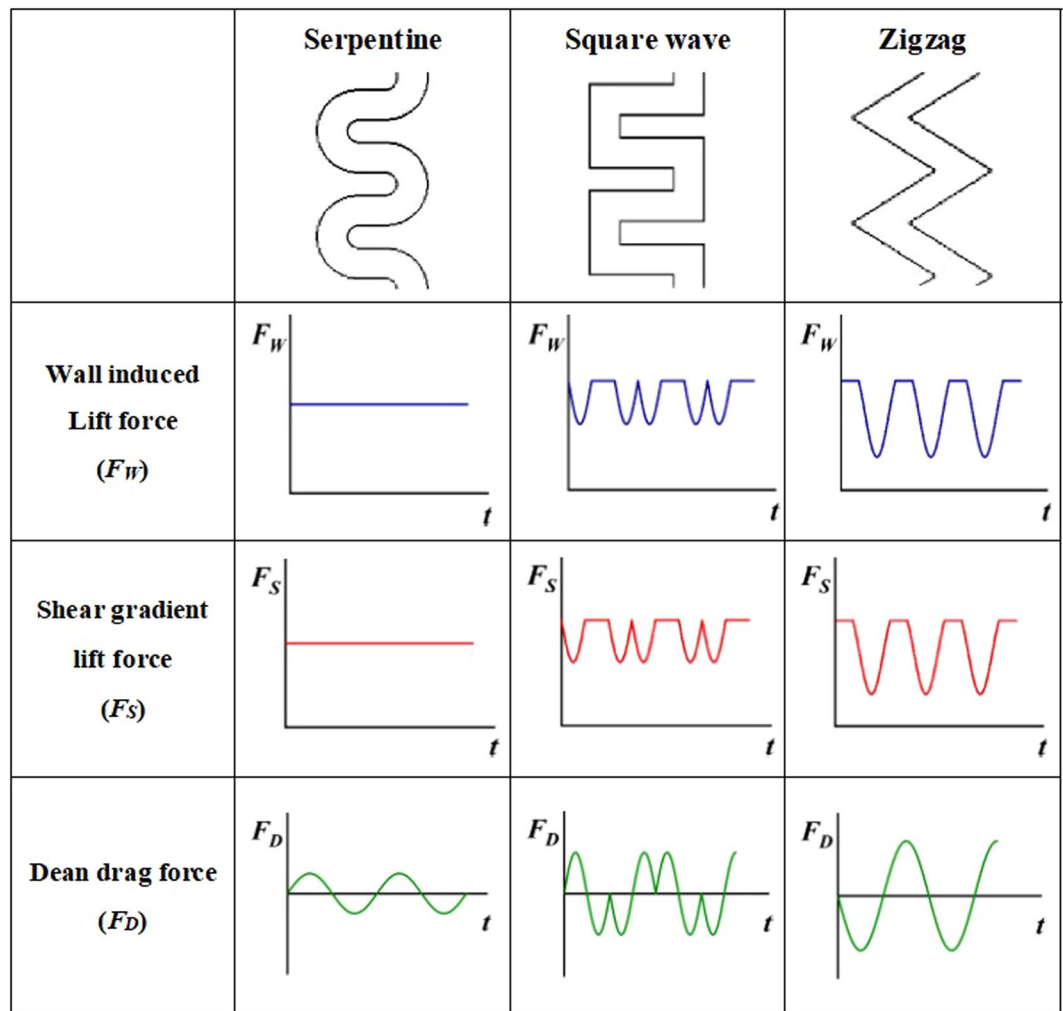 Serpentine
Square wave
Zigzag
Wall induced
Lift force
(FW)
FW
t
FW
t
FW
t
Shear gradient
lift force
(FS)
FS
t
FS
t
FS
t
Dean drag force
(FD)
FD
t
FD
t
FD
t